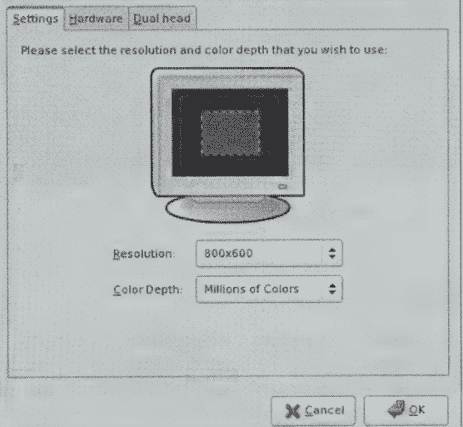 Settings Hardware Dual head
Please select the resolution and color depth that you wish to use:
Resolution: 800x600
Color Depth: Millions of Colors
Cancel OK